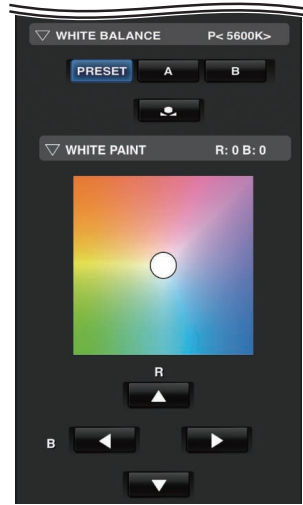 WHITE BALANCE P< 5600K>
PRESET A B
WHITE PAINT R: 0 B: 0
R
B